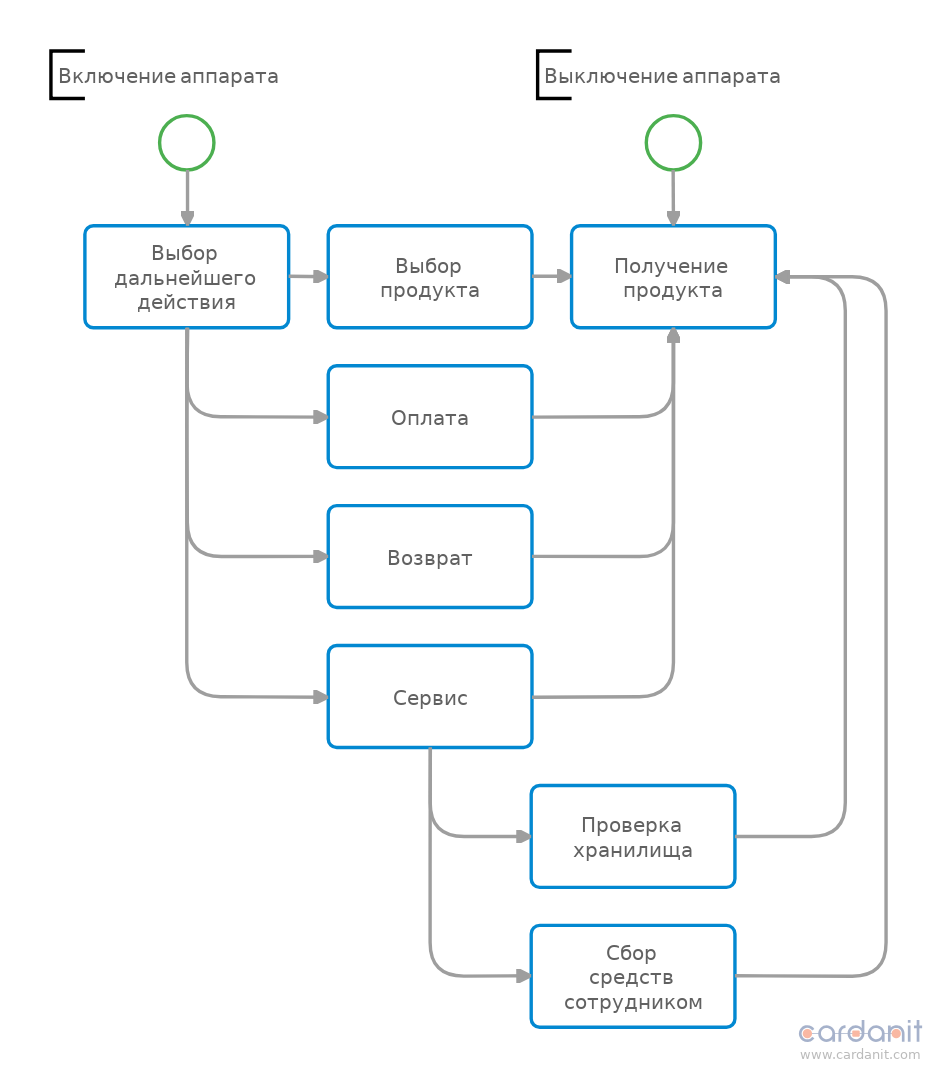 Включение аппарата
Выключение аппарата
Выбор
дальнейшего
действия
Выбор
продукта
Получение
продукта
Оплата
Возврат
Сервис
Проверка
хранилища
Сбор
средств
сотрудником
cardanit
www.cardanit.com